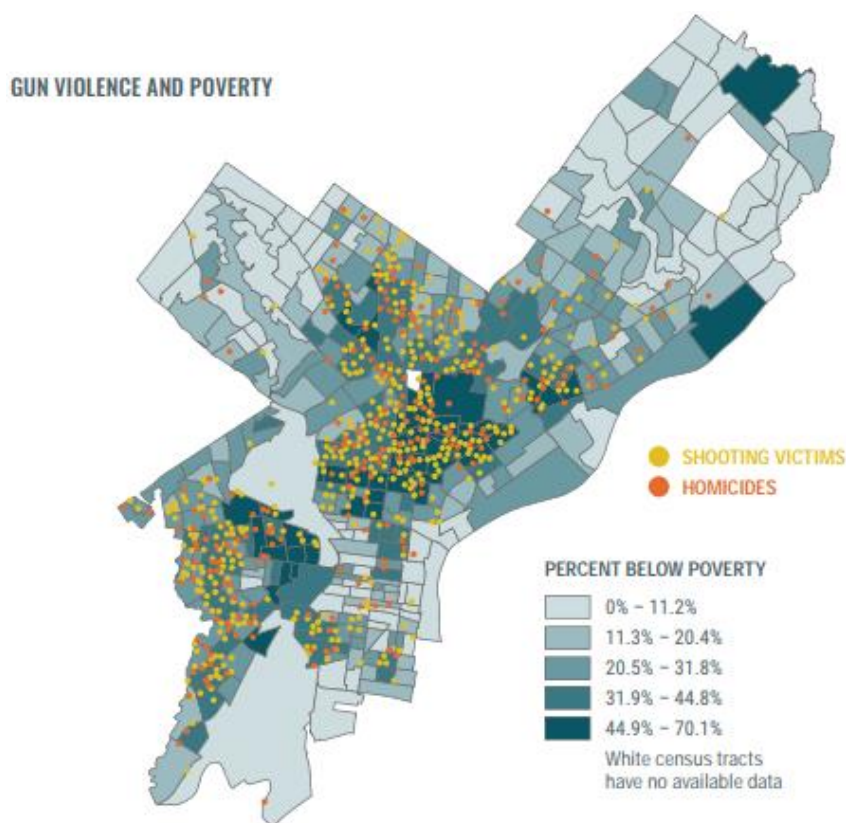 GUN VIOLENCE AND POVERTY
SHOOTING VICTIMS
HOMICIDES
PERCENT BELOW POVERTY
0% – 11.2%
11.3% – 20.4%
20.5% – 31.8%
31.9% – 44.8%
44.9% – 70.1%
White census tracts
have no available data